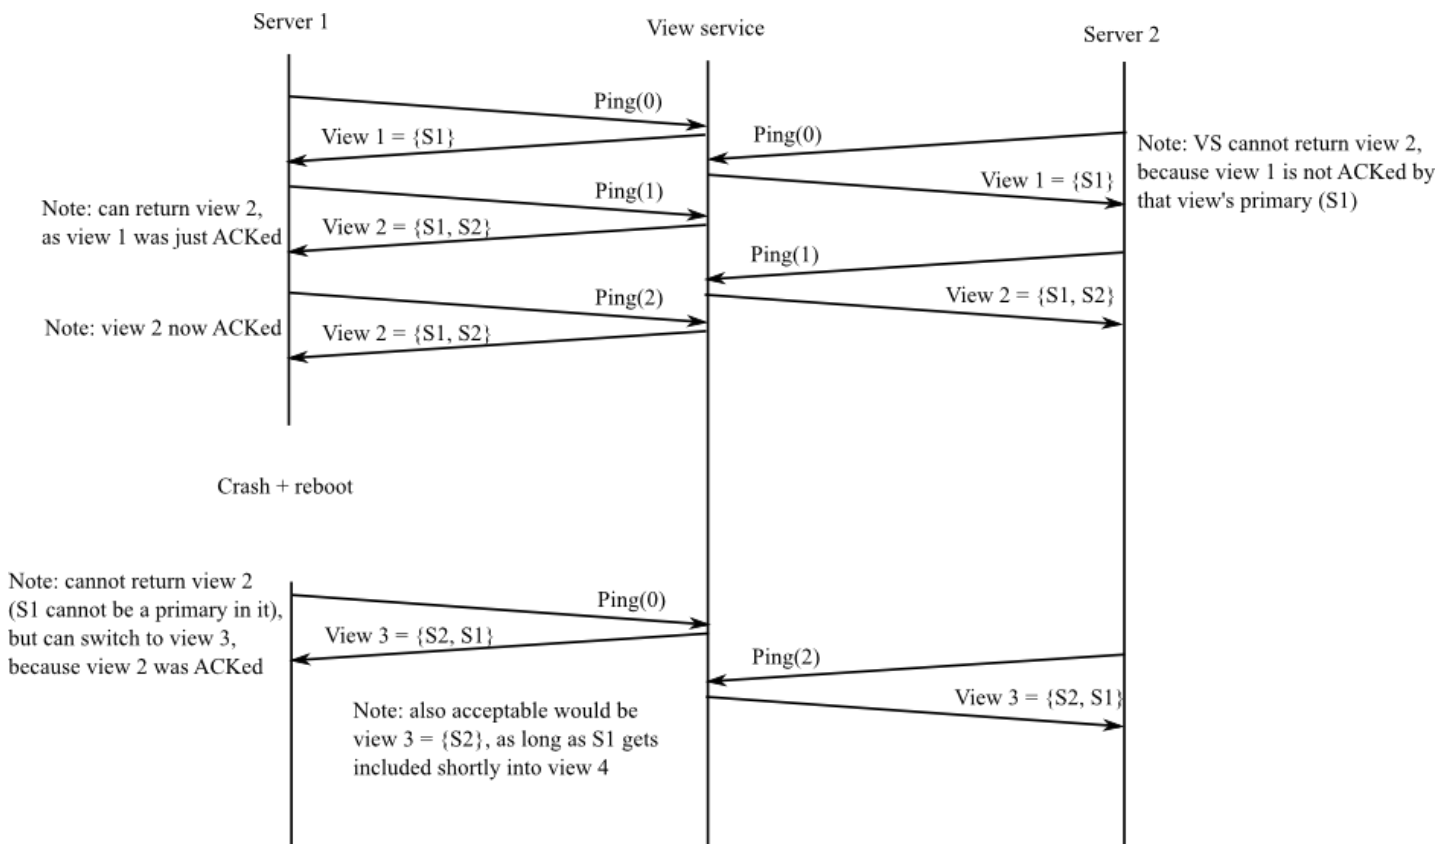 Server 1
View service
Server 2
Ping(0)
View 1 = {S1}
Ping(0)
Note: VS cannot return view 2,
because view 1 is not ACKed by
that view's primary (S1)
View 1 = {S1}
Ping(1)
Note: can return view 2,
as view 1 was just ACKed
View 2 = {S1, S2}
Ping(1)
View 2 = {S1, S2}
Ping(2)
Note: view 2 now ACKed
View 2 = {S1, S2}
Crash + reboot
Note: cannot return view 2
(S1 cannot be a primary in it),
but can switch to view 3,
because view 2 was ACKed
Ping(0)
View 3 = {S2, S1}
Ping(2)
View 3 = {S2, S1}
Note: also acceptable would be
view 3 = {S2}, as long as S1 gets
included shortly into view 4